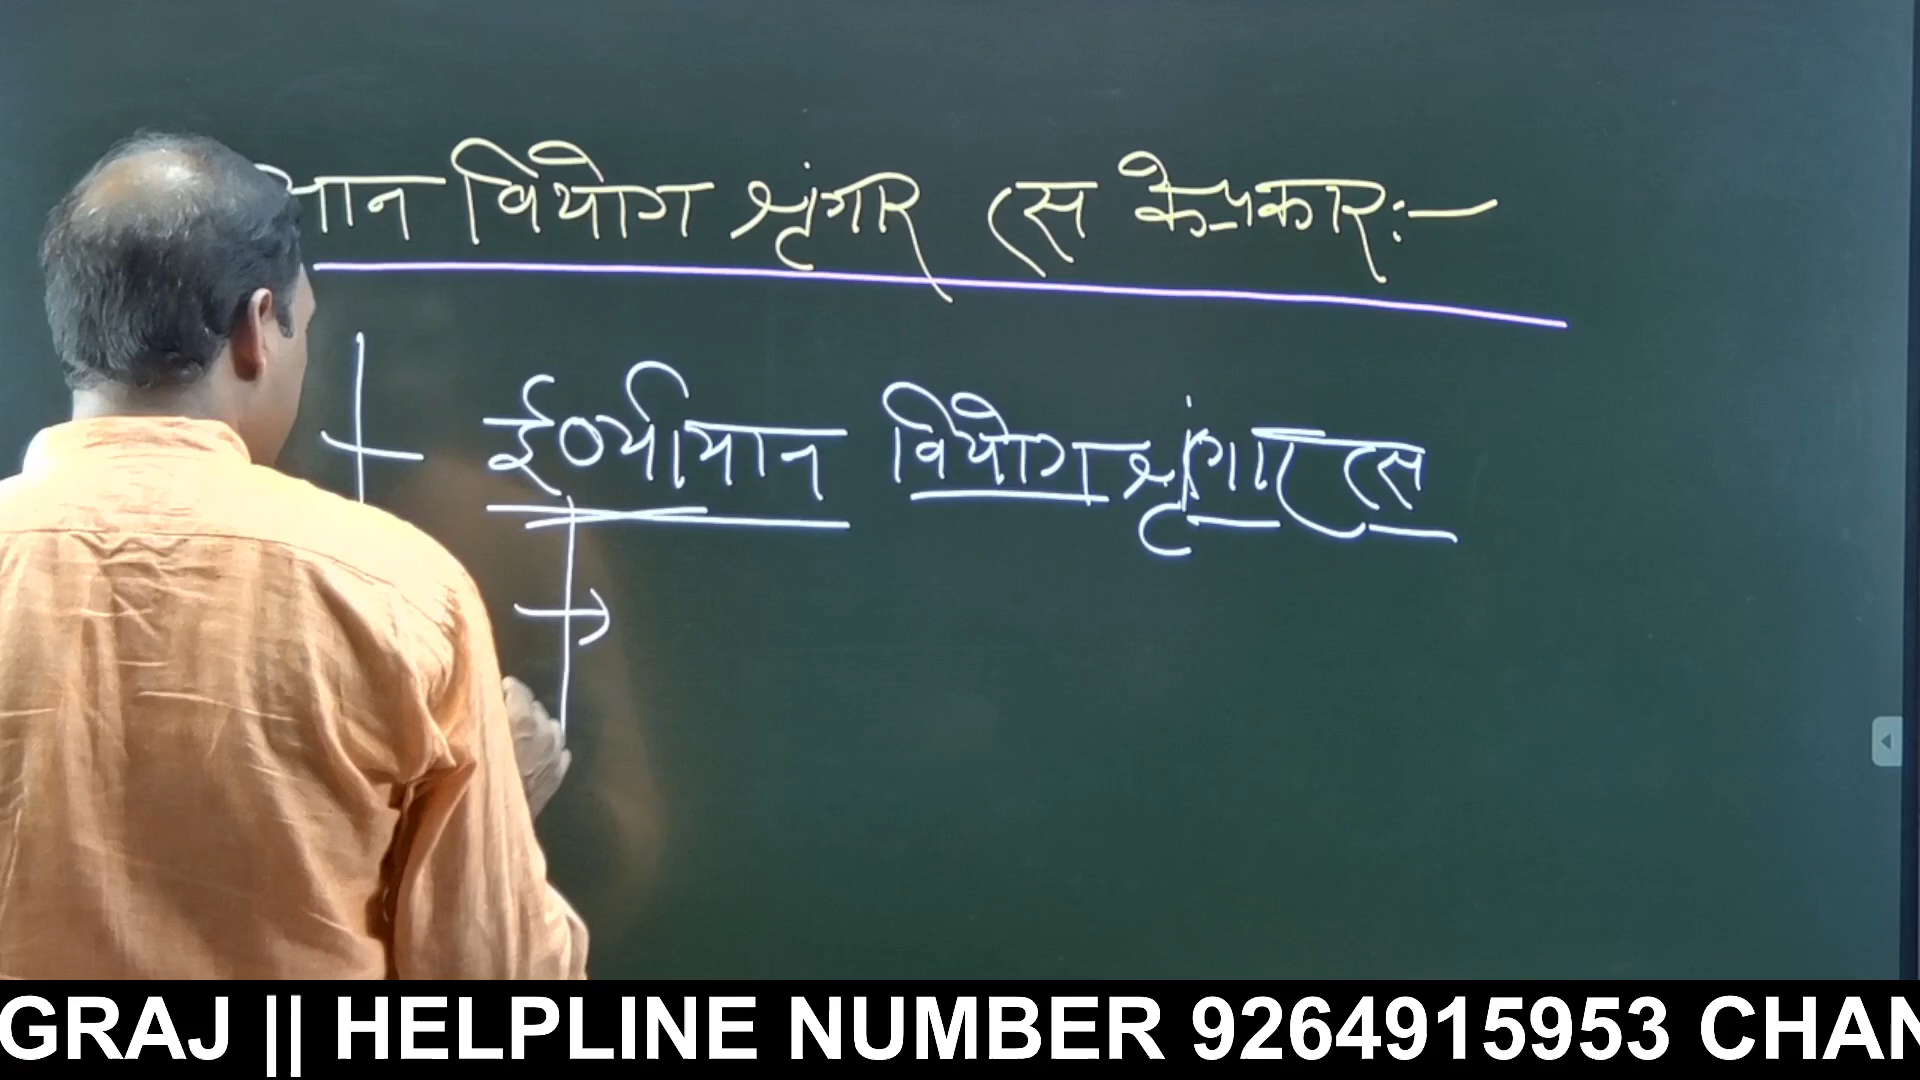 मान वियोग श्रृंगार रस के प्रकार:—
ईर्ष्यामान वियोग श्रृंगार रस
GRAJ || HELPLINE NUMBER 9264915953 CHAN